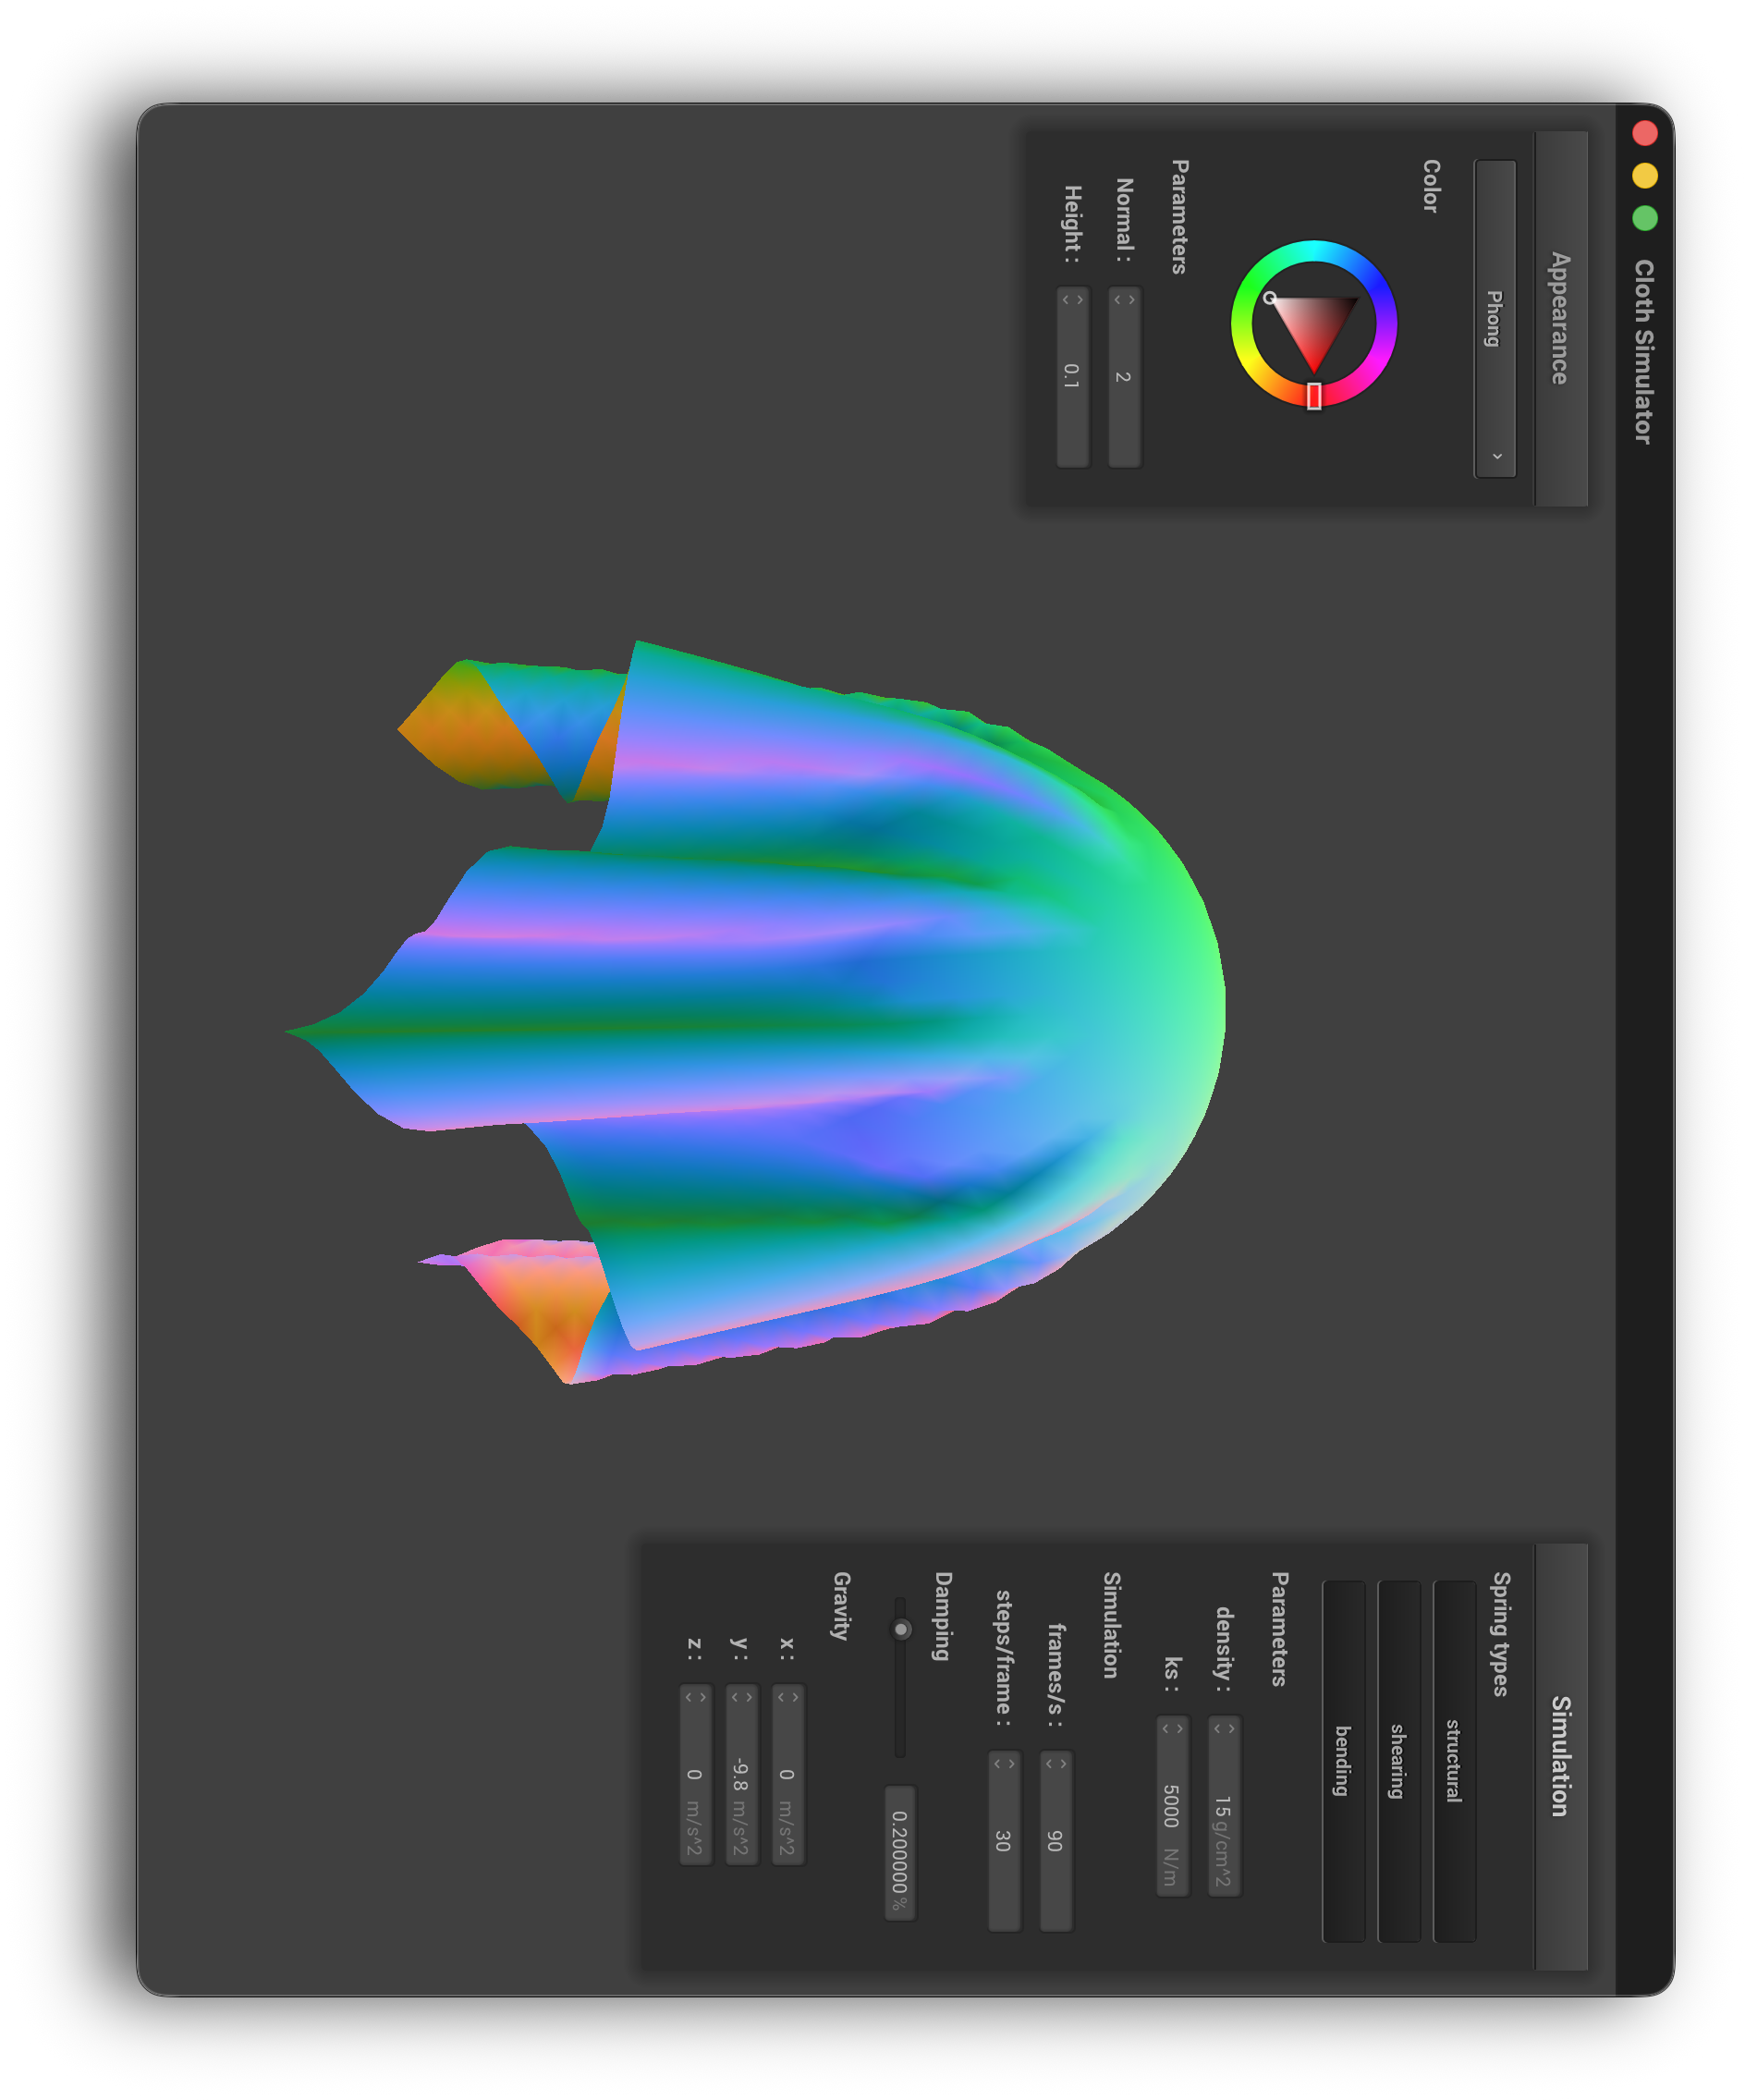 Cloth Simulator
Appearance
Phong
Color
Parameters
Normal : 2
Height : 0.1
Simulation
Spring types
structural
shearing
bending
Parameters
density : 15 g/cm^2
ks : 5000 N/m
Simulation
frames/s : 90
steps/frame : 30
Damping
0.200000 %
Gravity
x : 0 m/s^2
y : -9.8 m/s^2
z : 0 m/s^2